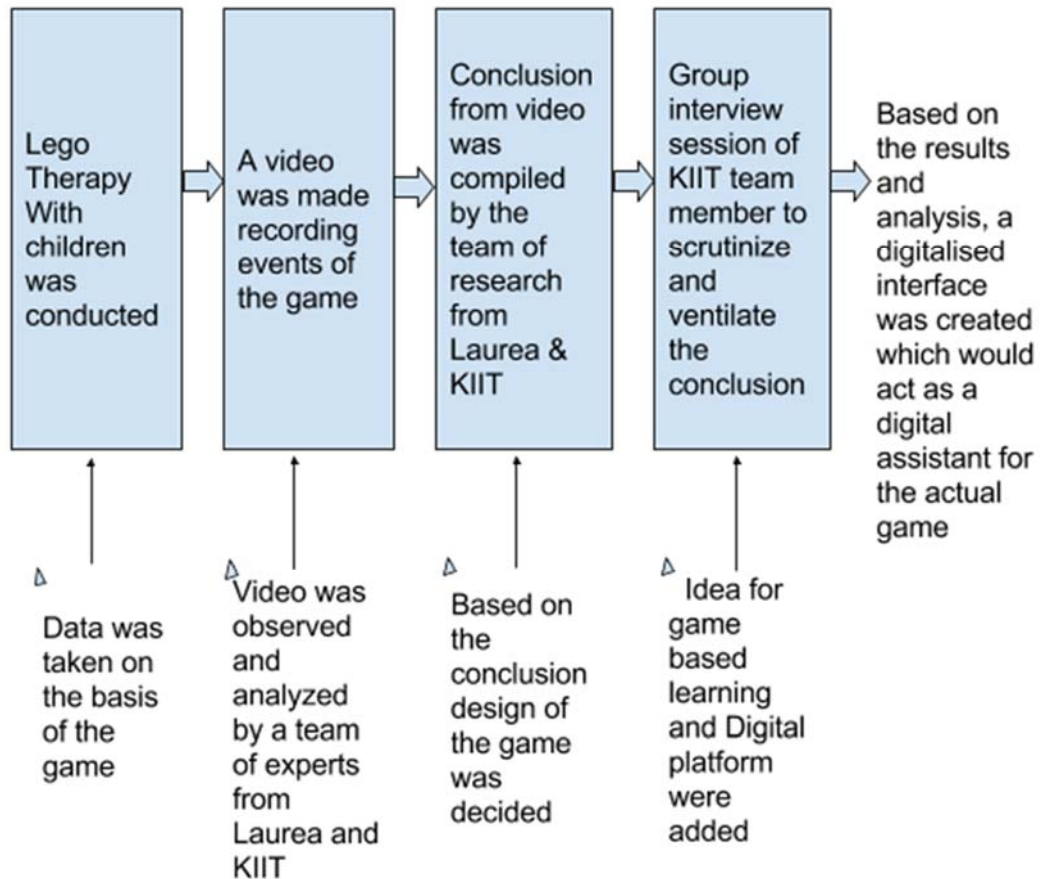 Lego
Therapy
With
children
was
conducted
A video
was made
recording
events of
the game
Conclusion
from video
was
compiled
by the
team of
research
from
Laurea &
KIIT
Group
interview
session of
KIIT team
member to
scrutinize
and
ventilate
the
conclusion
Based on
the results
and
analysis, a
digitalised
interface
was created
which would
act as a
digital
assistant for
the actual
game
Data was
taken on
the basis
of the
game
Video was
observed
and
analyzed
by a team
of experts
from
Laurea and
KIIT
Based on
the
conclusion
design of
the game
was
decided
Idea for
game
based
learning
and Digital
platform
were
added